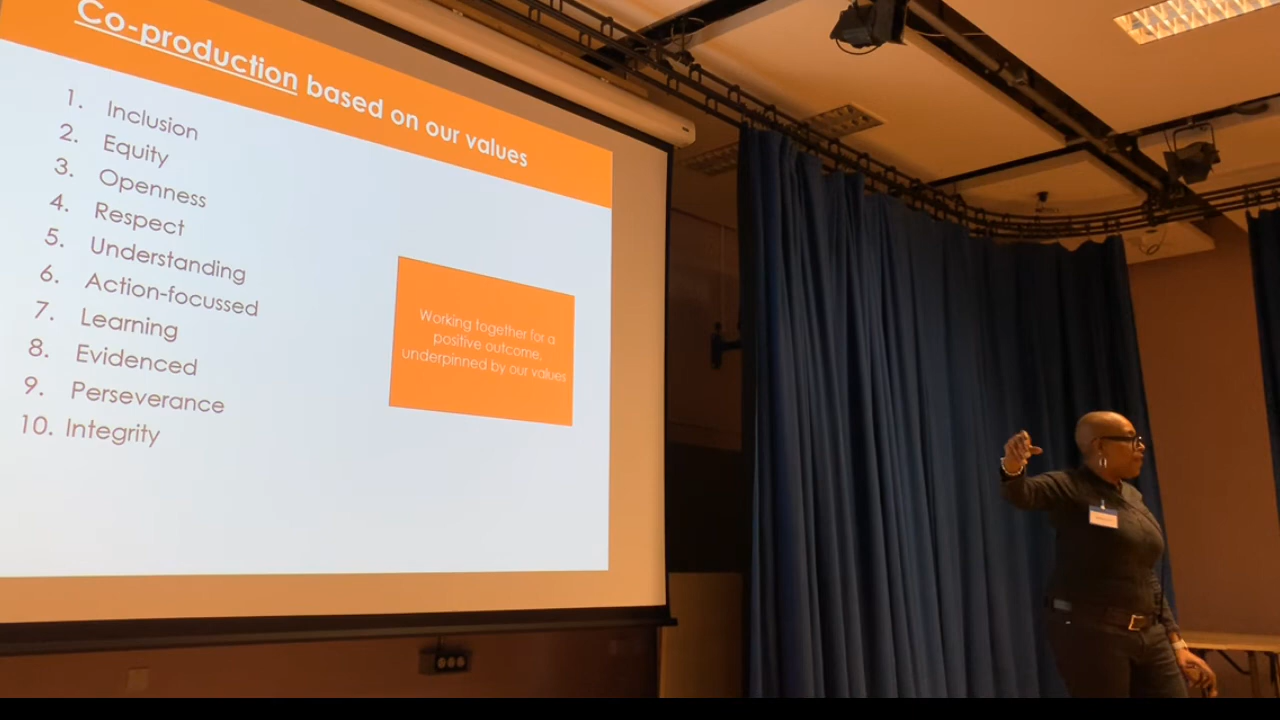 Co-production based on our values
1. Inclusion
2. Equity
3. Openness
4. Respect
5. Understanding
6. Action-focussed
7. Learning
8. Evidenced
9. Perseverance
10. Integrity
Working together for a
positive outcome,
underpinned by our values